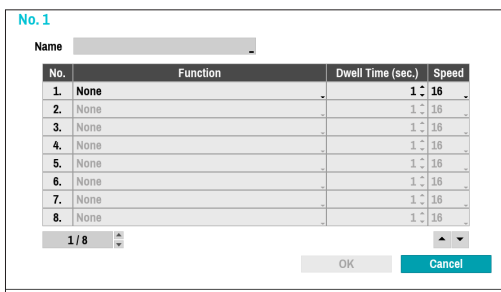 No. 1
Name
No. Function Dwell Time (sec.) Speed
1. None 1 16
2. None 1 16
3. None 1 16
4. None 1 16
5. None 1 16
6. None 1 16
7. None 1 16
8. None 1 16
1 / 8
OK Cancel